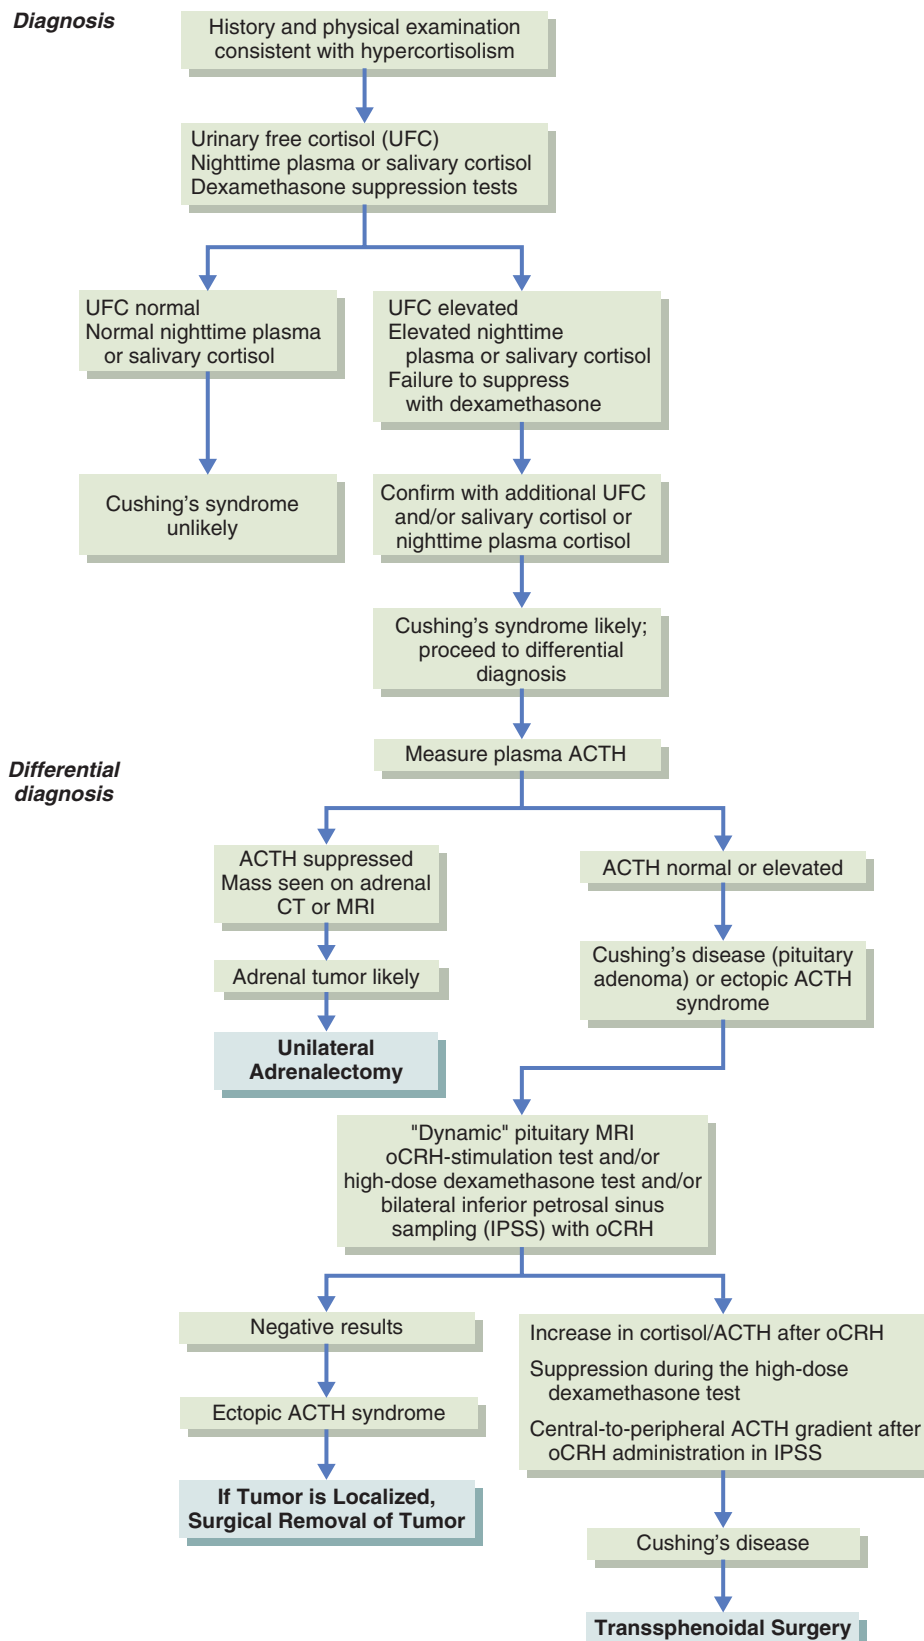 Diagnosis
History and physical examination
consistent with hypercortisolism
Urinary free cortisol (UFC)
Nighttime plasma or salivary cortisol
Dexamethasone suppression tests
UFC normal
Normal nighttime plasma
or salivary cortisol
UFC elevated
Elevated nighttime
plasma or salivary cortisol
Failure to suppress
with dexamethasone
Cushing's syndrome
unlikely
Confirm with additional UFC
and/or salivary cortisol or
nighttime plasma cortisol
Cushing's syndrome likely;
proceed to differential
diagnosis
Differential
diagnosis
Measure plasma ACTH
ACTH suppressed
Mass seen on adrenal
CT or MRI
ACTH normal or elevated
Adrenal tumor likely
Cushing's disease (pituitary
adenoma) or ectopic ACTH
syndrome
Unilateral
Adrenalectomy
"Dynamic" pituitary MRI
oCRH-stimulation test and/or
high-dose dexamethasone test and/or
bilateral inferior petrosal sinus
sampling (IPSS) with oCRH
Negative results
Ectopic ACTH syndrome
If Tumor is Localized,
Surgical Removal of Tumor
Increase in cortisol/ACTH after oCRH
Suppression during the high-dose
dexamethasone test
Central-to-peripheral ACTH gradient after
oCRH administration in IPSS
Cushing's disease
Transsphenoidal Surgery